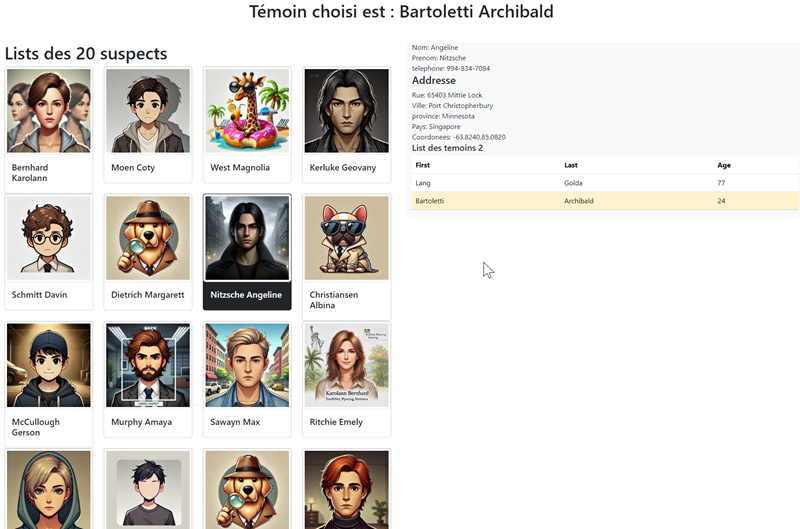 Témoin choisi est : Bartoletti Archibald
Lists des 20 suspects
Bernhard
Karolann
Moen Coty
West Magnolia
Kerluke Geovany
Schmitt Davin
Dietrich Margarett
Nitzsche Angeline
Christiansen
Albina
McCullough
Gerson
Murphy Amaya
Sawayn Max
Karolann Bernhard
Ritchie Emely
Nom: Angeline
Prenom: Nitzsche
telephone: 994-834-7084
Addresse
Rue: 65403 Mittie Lock
Ville: Port Christopherbury
province: Minnesota
Pays: Singapore
Coordonees: -63.8240,85.0820
List des temoins 2
First Last Age
Lang Golda 77
Bartoletti Archibald 24